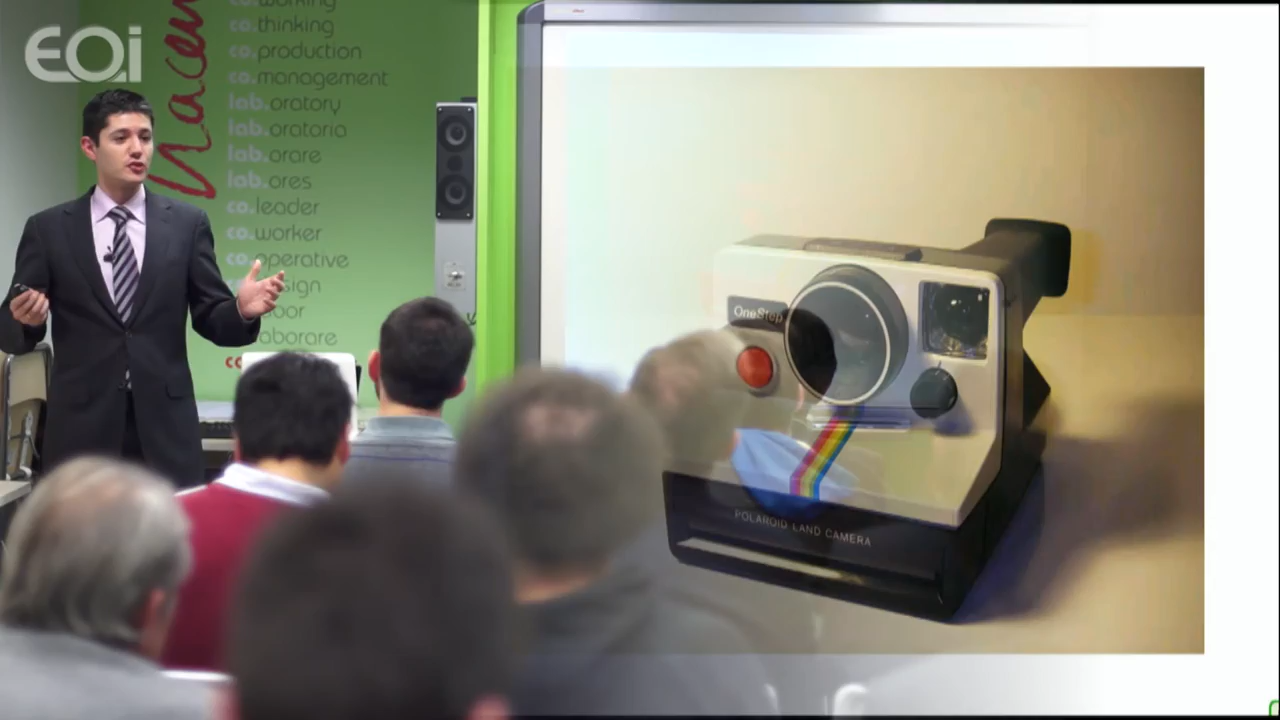 EOi
co.working
co.thinking
co.production
co.management
lab.oratory
lab.oratoria
lab.orare
lab.ores
co.leader
co.worker
co.operative
OneStep
POLAROID LAND CAMERA